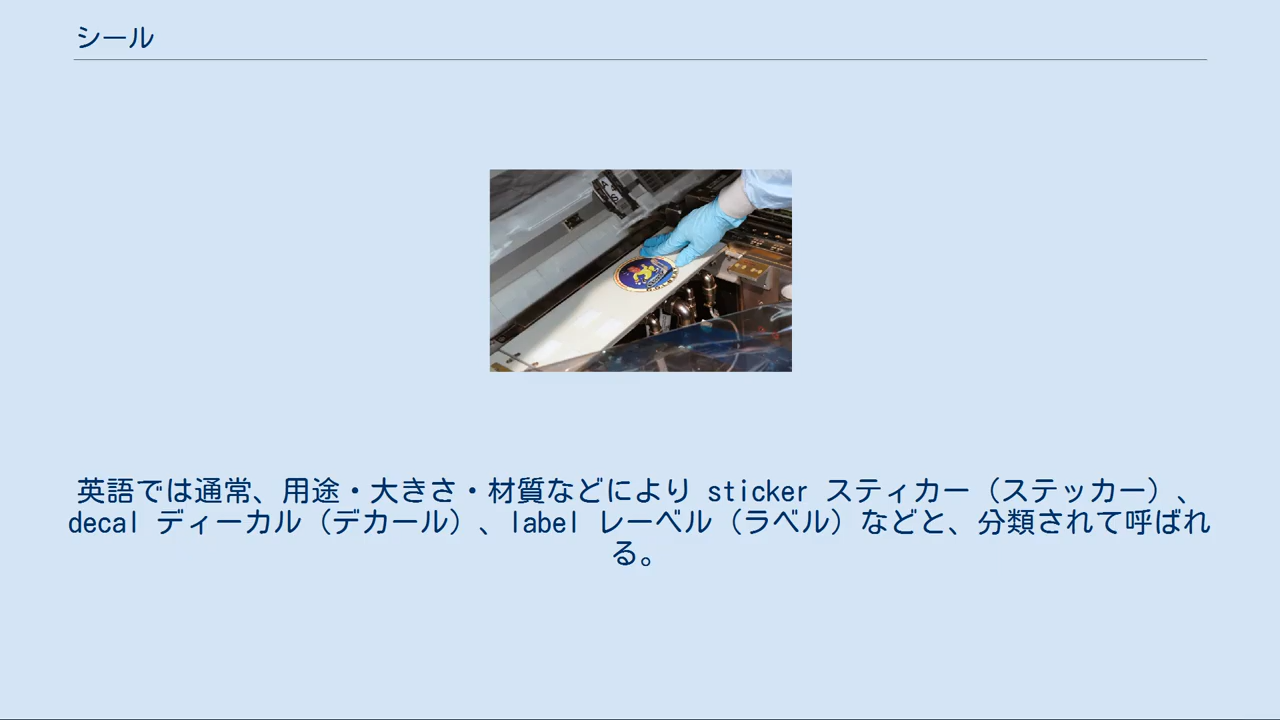 シール
英語では通常、用途・大きさ・材質などにより sticker スティカー（ステッカー）、
decal ディーカル（デカール）、label レーベル（ラベル）などと、分類されて呼ばれ
る。